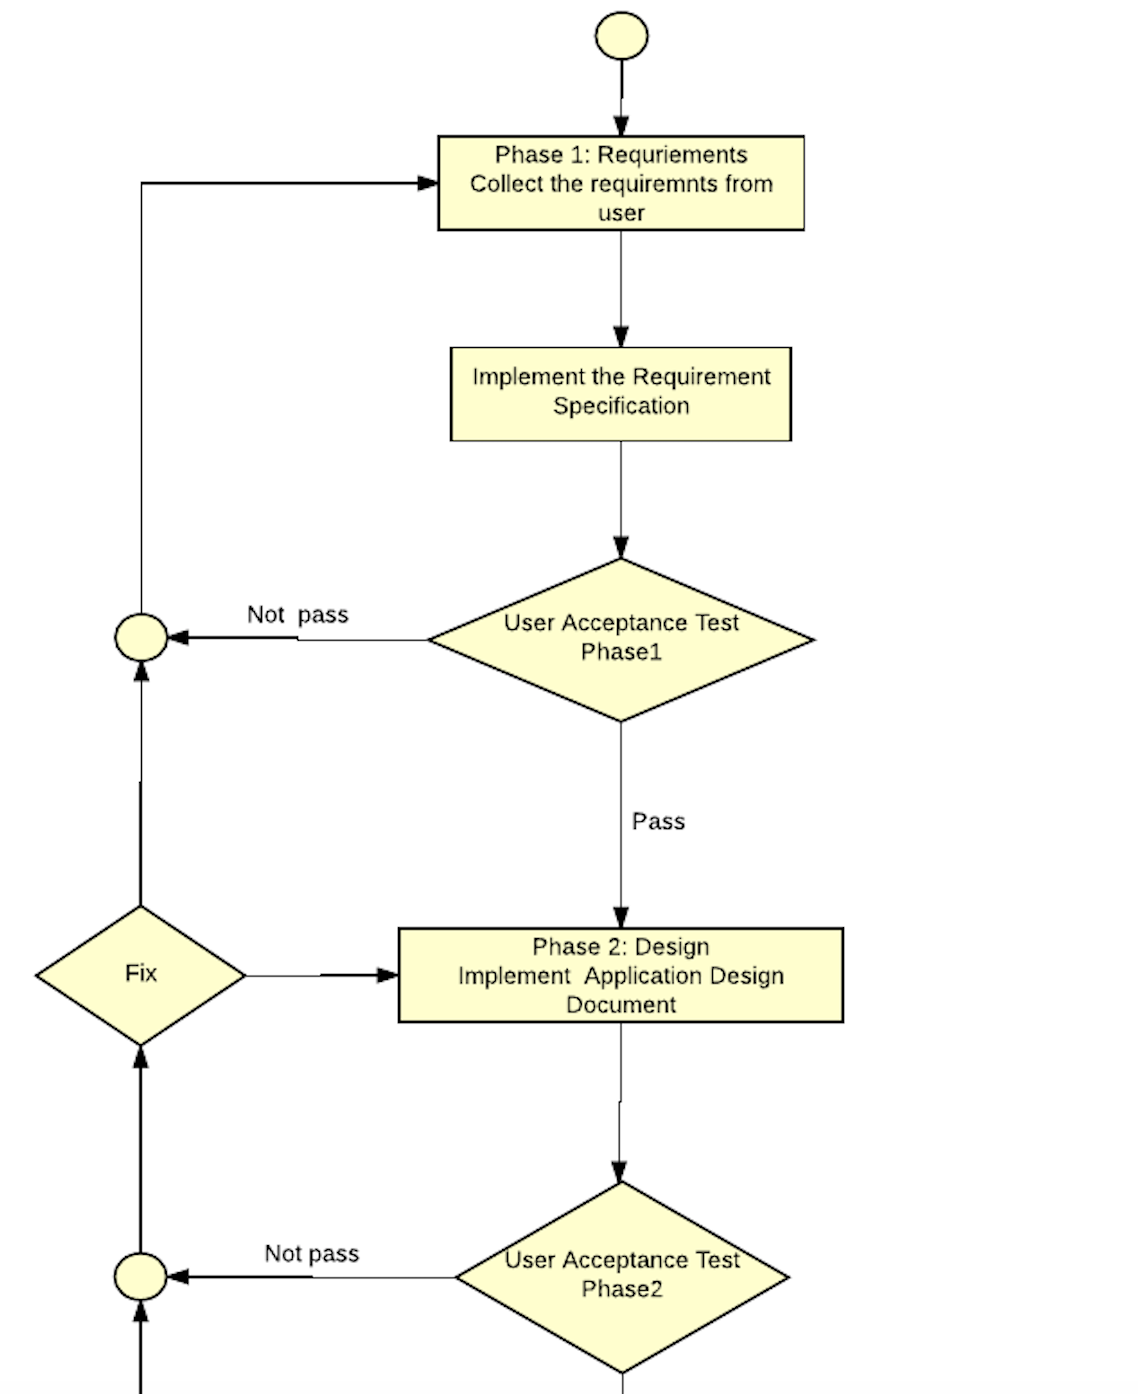 Phase 1: Requriements
Collect the requiremnts from
user
Implement the Requirement
Specification
Not  pass
User Acceptance Test
Phase1
Pass
Fix
Phase 2: Design
Implement  Application Design
Document
Not pass
User Acceptance Test
Phase2